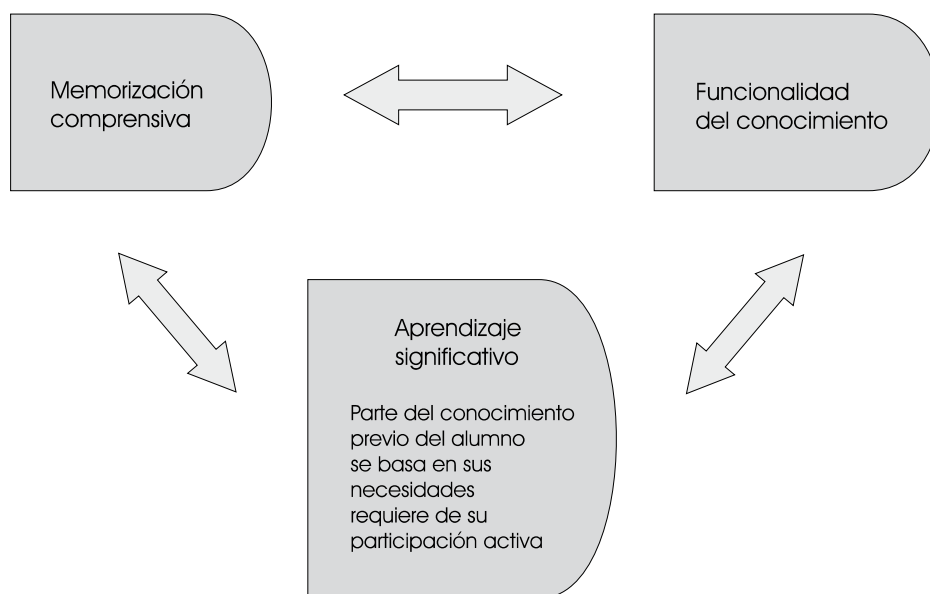 Memorización
comprensiva
Funcionalidad
del conocimiento
Aprendizaje
significativo
Parte del conocimiento
previo del alumno
se basa en sus
necesidades
requiere de su
participación activa